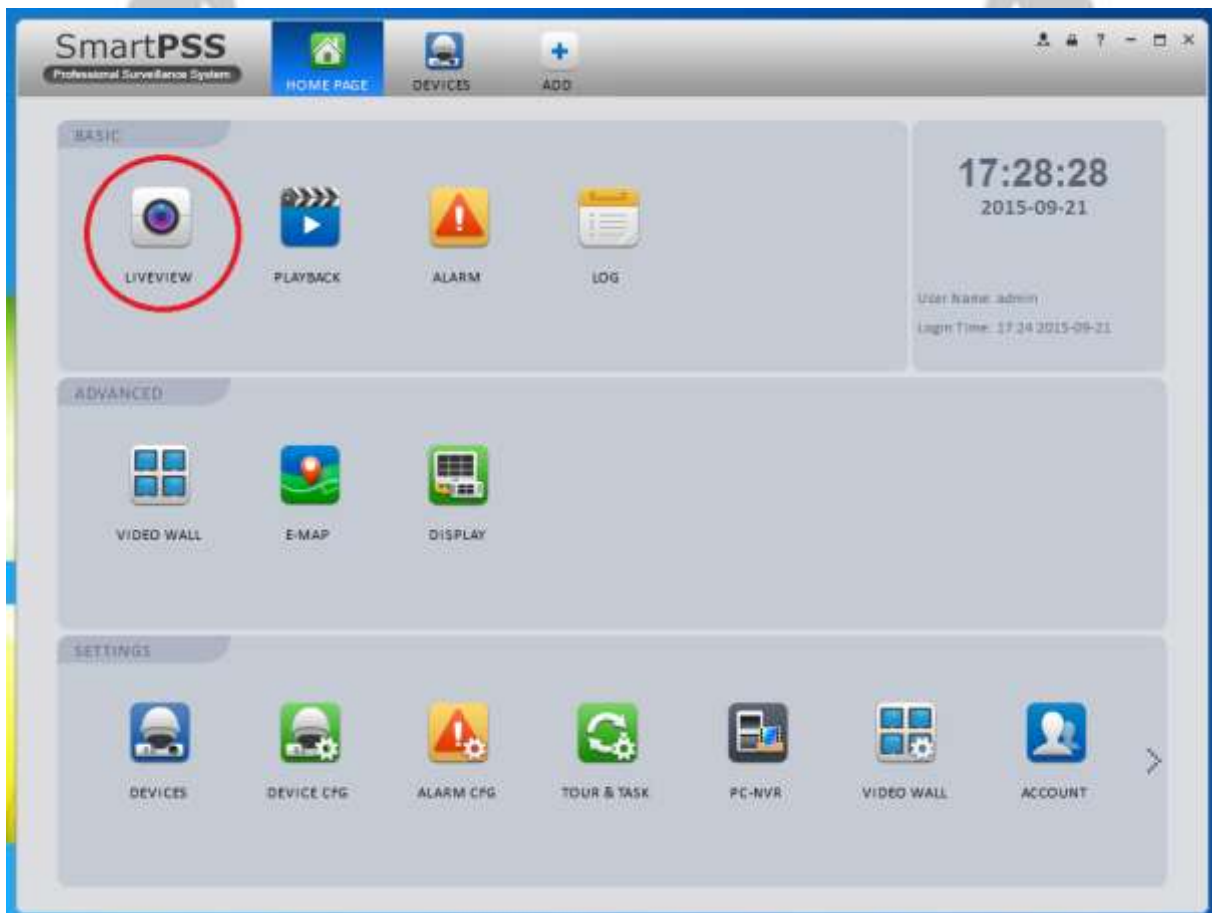 SmartPSS
Professional Surveillance System
HOME PAGE
DEVICES
ADD
?
BASIC
LIVEVIEW
PLAYBACK
ALARM
LOG
17:28:28
2015-09-21
User Name: admin
Login Time: 17:24 2015-09-21
ADVANCED
VIDEO WALL
E-MAP
DISPLAY
SETTINGS
DEVICES
DEVICE CFG
ALARM CFG
TOUR & TASK
PC-NVR
VIDEO WALL
ACCOUNT